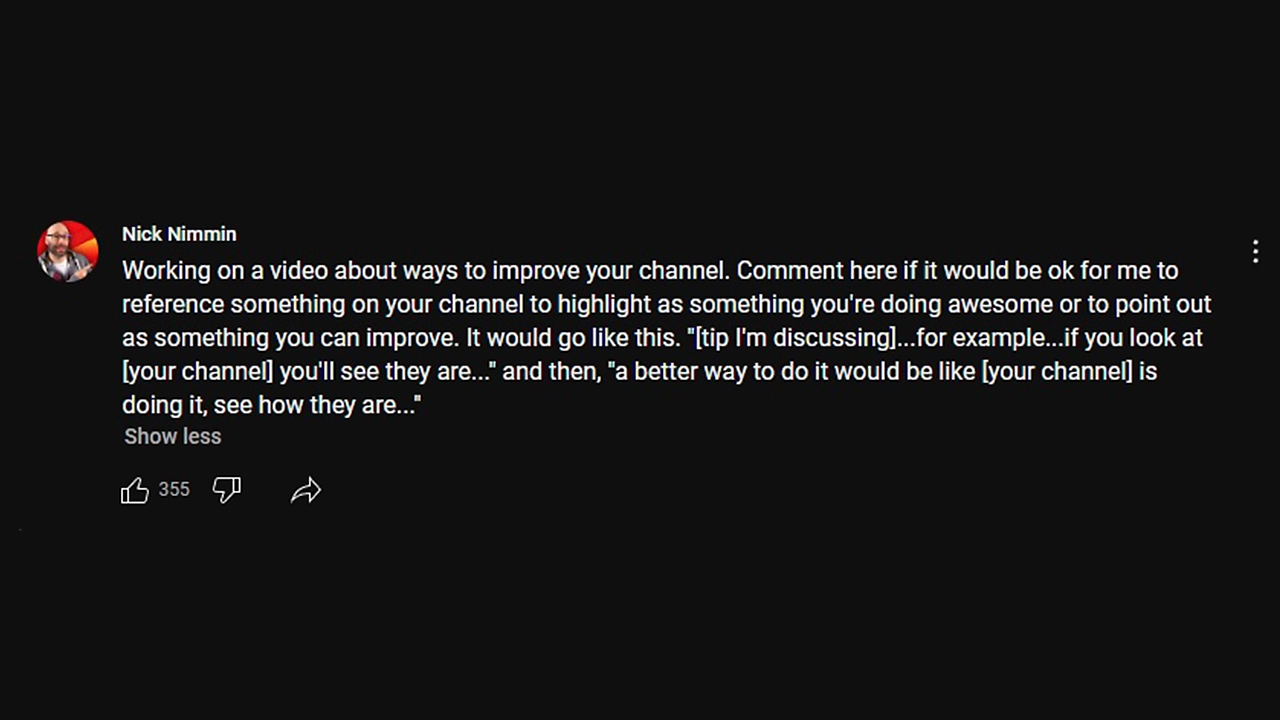 Nick Nimmin
Working on a video about ways to improve your channel. Comment here if it would be ok for me to
reference something on your channel to highlight as something you're doing awesome or to point out
as something you can improve. It would go like this. "[tip I'm discussing]...for example...if you look at
[your channel] you'll see they are..." and then, "a better way to do it would be like [your channel] is
doing it, see how they are..."
Show less
355